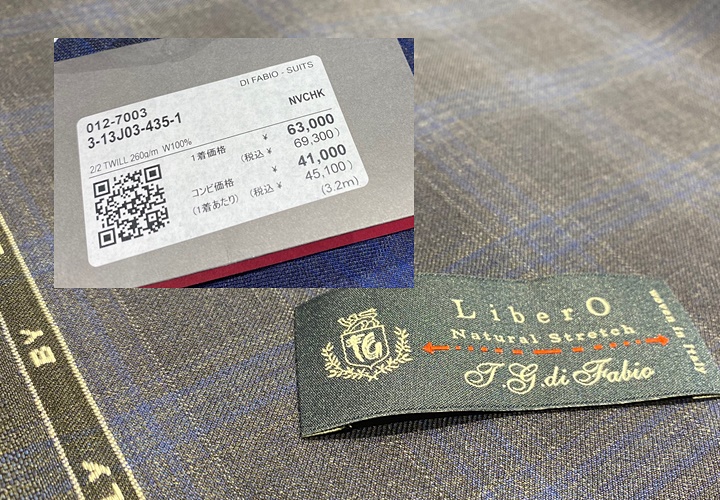 DI FABIO - SUITS
012-7003
3-13J03-435-1
NVCHK
2/2 TWILL 260g/m W100%
1着価格 ¥ 63,000
(税込 ¥ 69,300)
コンビ価格 ¥ 41,000
(1着あたり) (税込 ¥ 45,100)
(3.2m)
LiberO
Natural Stretch
TG
T.G.di Fabio
MADE IN ITALY
BY
LY